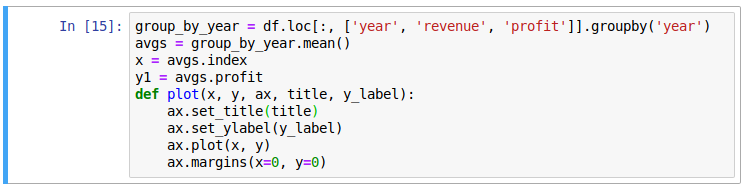 In [15]: group_by_year = df.loc[:, ['year', 'revenue', 'profit']].groupby('year')
avgs = group_by_year.mean()
x = avgs.index
y1 = avgs.profit
def plot(x, y, ax, title, y_label):
    ax.set_title(title)
    ax.set_ylabel(y_label)
    ax.plot(x, y)
    ax.margins(x=0, y=0)